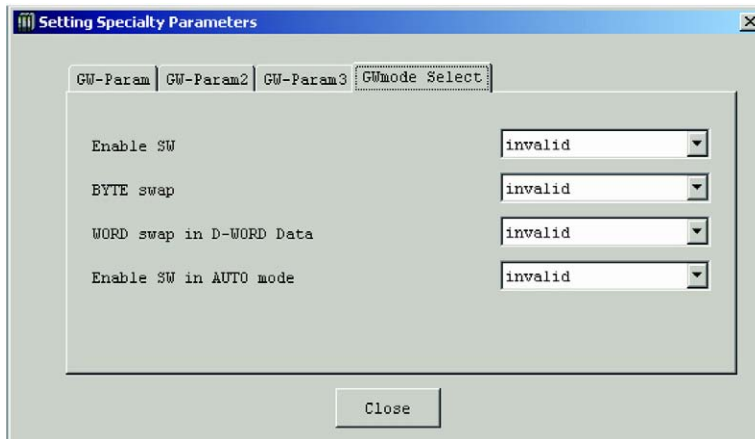 Setting Specialty Parameters
GW-Param GW-Param2 GW-Param3 GWmode Select
Enable SW invalid
BYTE swap invalid
WORD swap in D-WORD Data invalid
Enable SW in AUTO mode invalid
Close